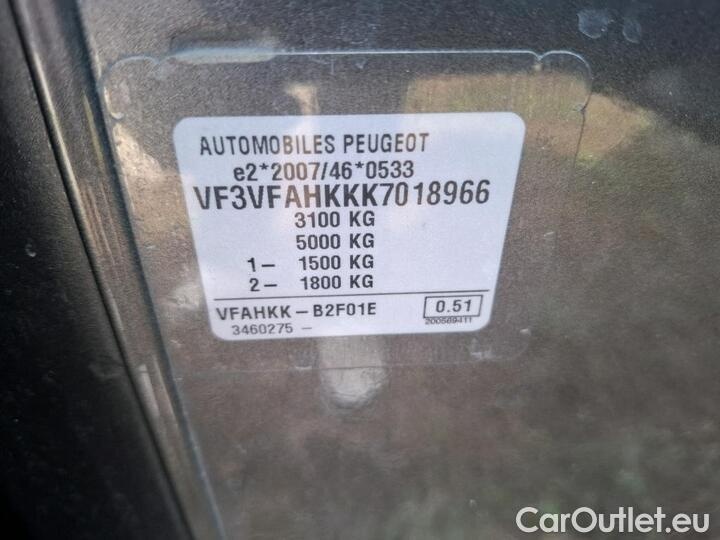 AUTOMOBILES PEUGEOT
e2*2007/46*0533
VF3VFAHKKK7018966
3100 KG
5000 KG
1- 1500 KG
2- 1800 KG
VFAHKK-B2F01E 0.51
3460275 - 200569411
CarOutlet.eu